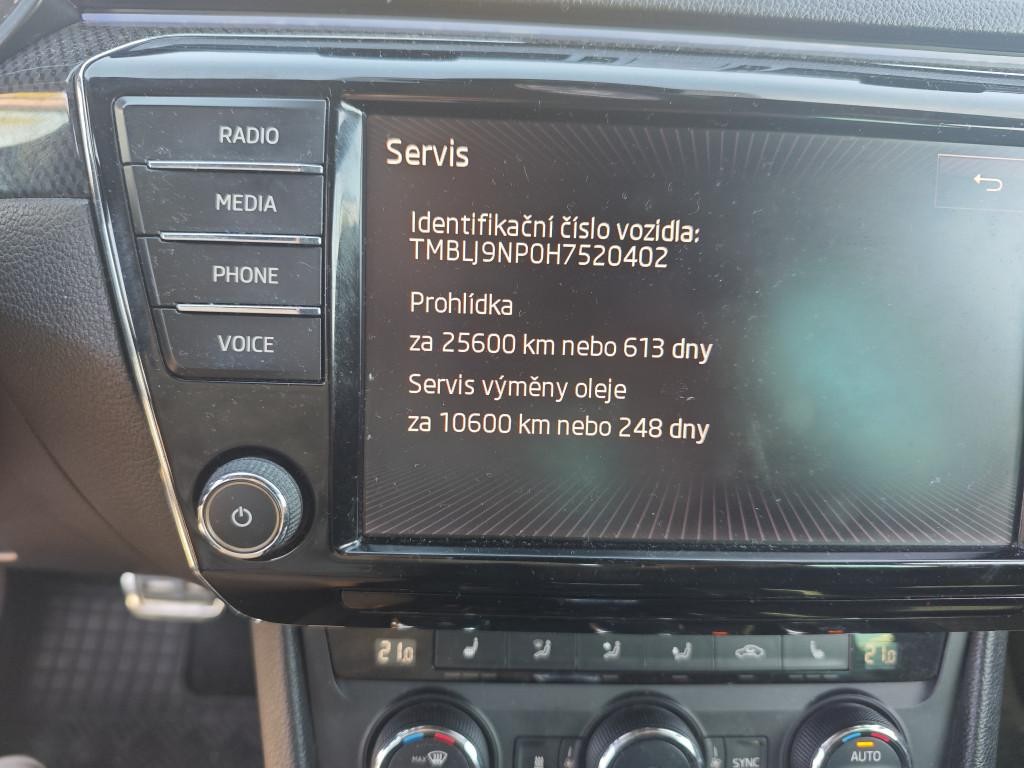 RADIO
MEDIA
PHONE
VOICE
Servis
Identifikační číslo vozidla:
TMBLJ9NP0H7520402
Prohlídka
za 25600 km nebo 613 dny
Servis výměny oleje
za 10600 km nebo 248 dny
21.0
21.0
MAX
SYNC
AUTO